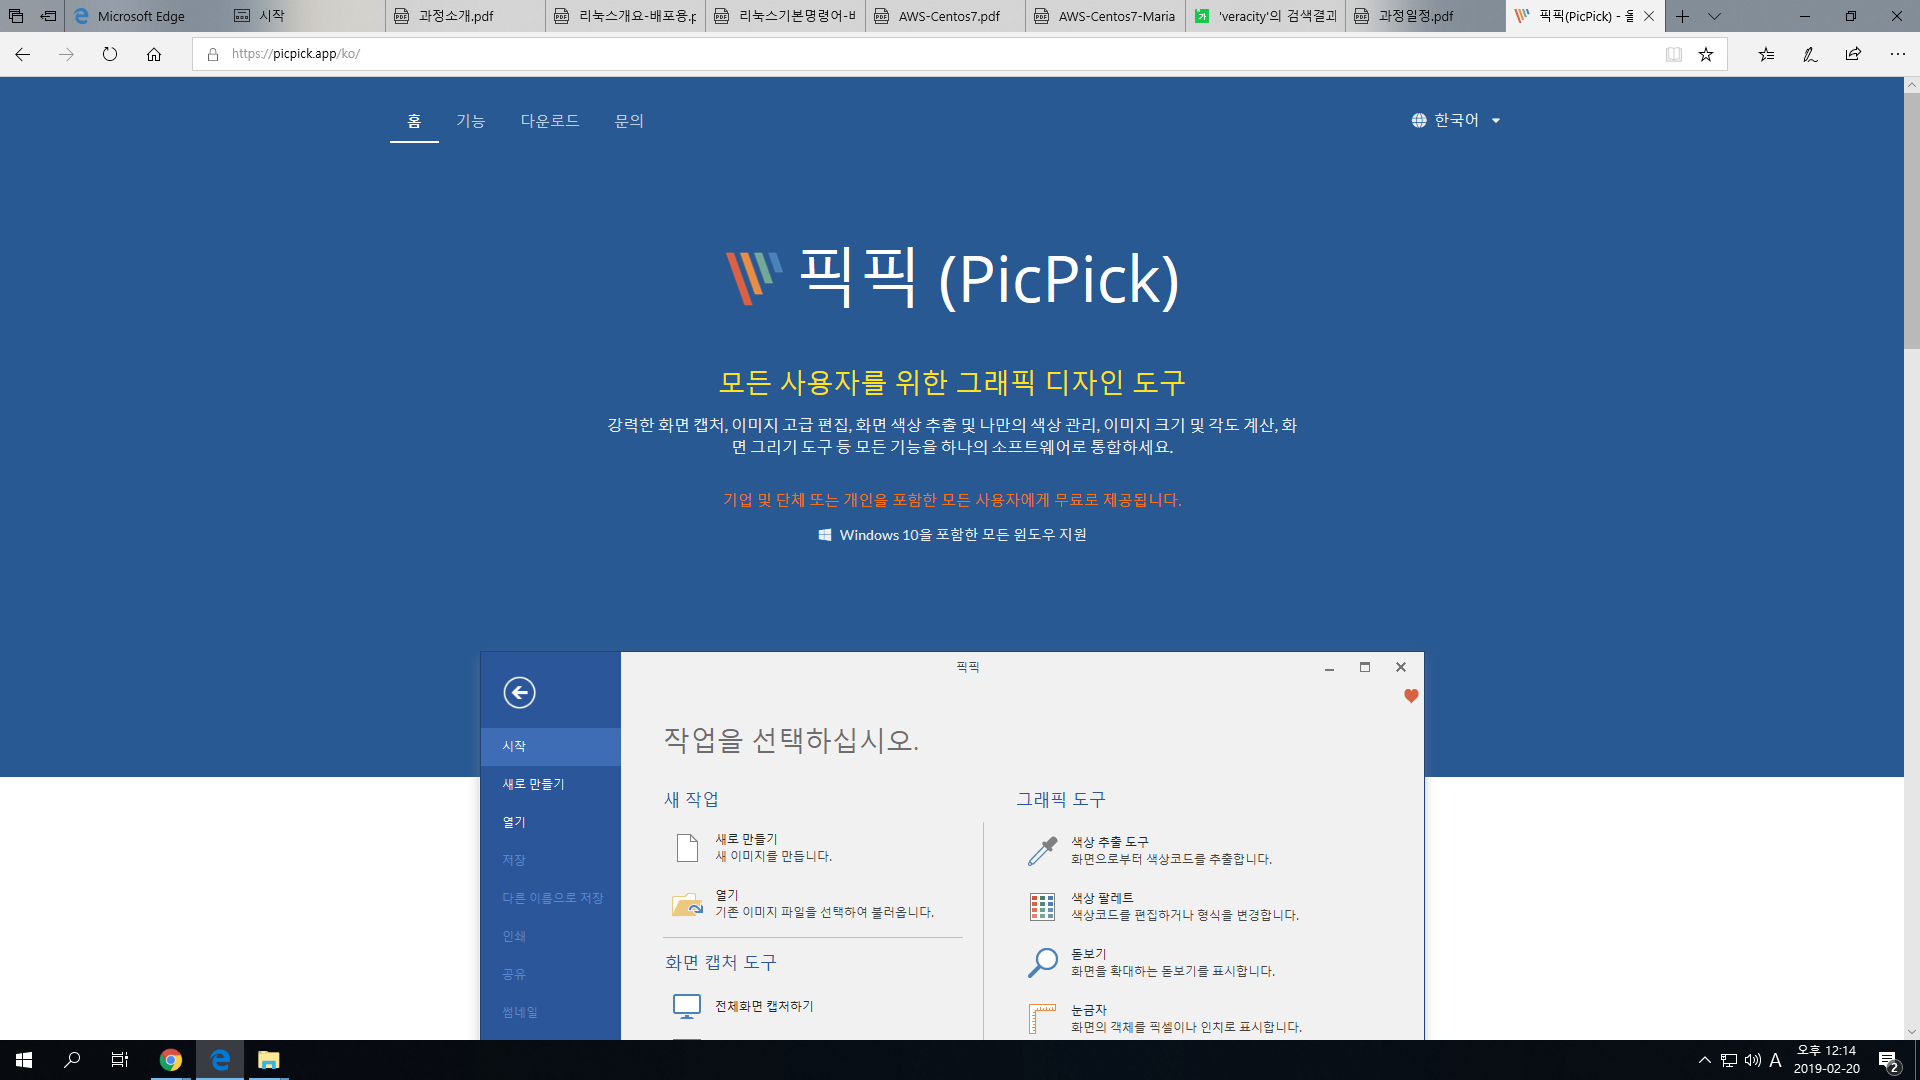 Microsoft Edge
시작
과정소개.pdf
리눅스개요-배포용.p
리눅스기본명령어-ㅂ
AWS-Centos7.pdf
AWS-Centos7-Maria
'veracity'의 검색결과
과정일정.pdf
픽픽(PicPick) - 올
https://picpick.app/ko/
홈
기능
다운로드
문의
한국어
픽픽 (PicPick)
모든 사용자를 위한 그래픽 디자인 도구
강력한 화면 캡처, 이미지 고급 편집, 화면 색상 추출 및 나만의 색상 관리, 이미지 크기 및 각도 계산, 화
면 그리기 도구 등 모든 기능을 하나의 소프트웨어로 통합하세요.
기업 및 단체 또는 개인을 포함한 모든 사용자에게 무료로 제공됩니다.
Windows 10을 포함한 모든 윈도우 지원
픽픽
시작
새로 만들기
열기
저장
다른 이름으로 저장
인쇄
공유
썸네일
작업을 선택하십시오.
새 작업
새로 만들기
새 이미지를 만듭니다.
열기
기존 이미지 파일을 선택하여 불러옵니다.
화면 캡처 도구
전체화면 캡처하기
그래픽 도구
색상 추출 도구
화면으로부터 색상코드를 추출합니다.
색상 팔레트
색상코드를 편집하거나 형식을 변경합니다.
돋보기
화면을 확대하는 돋보기를 표시합니다.
눈금자
화면의 객체를 픽셀이나 인치로 표시합니다.
A
오후 12:14
2019-02-20
2